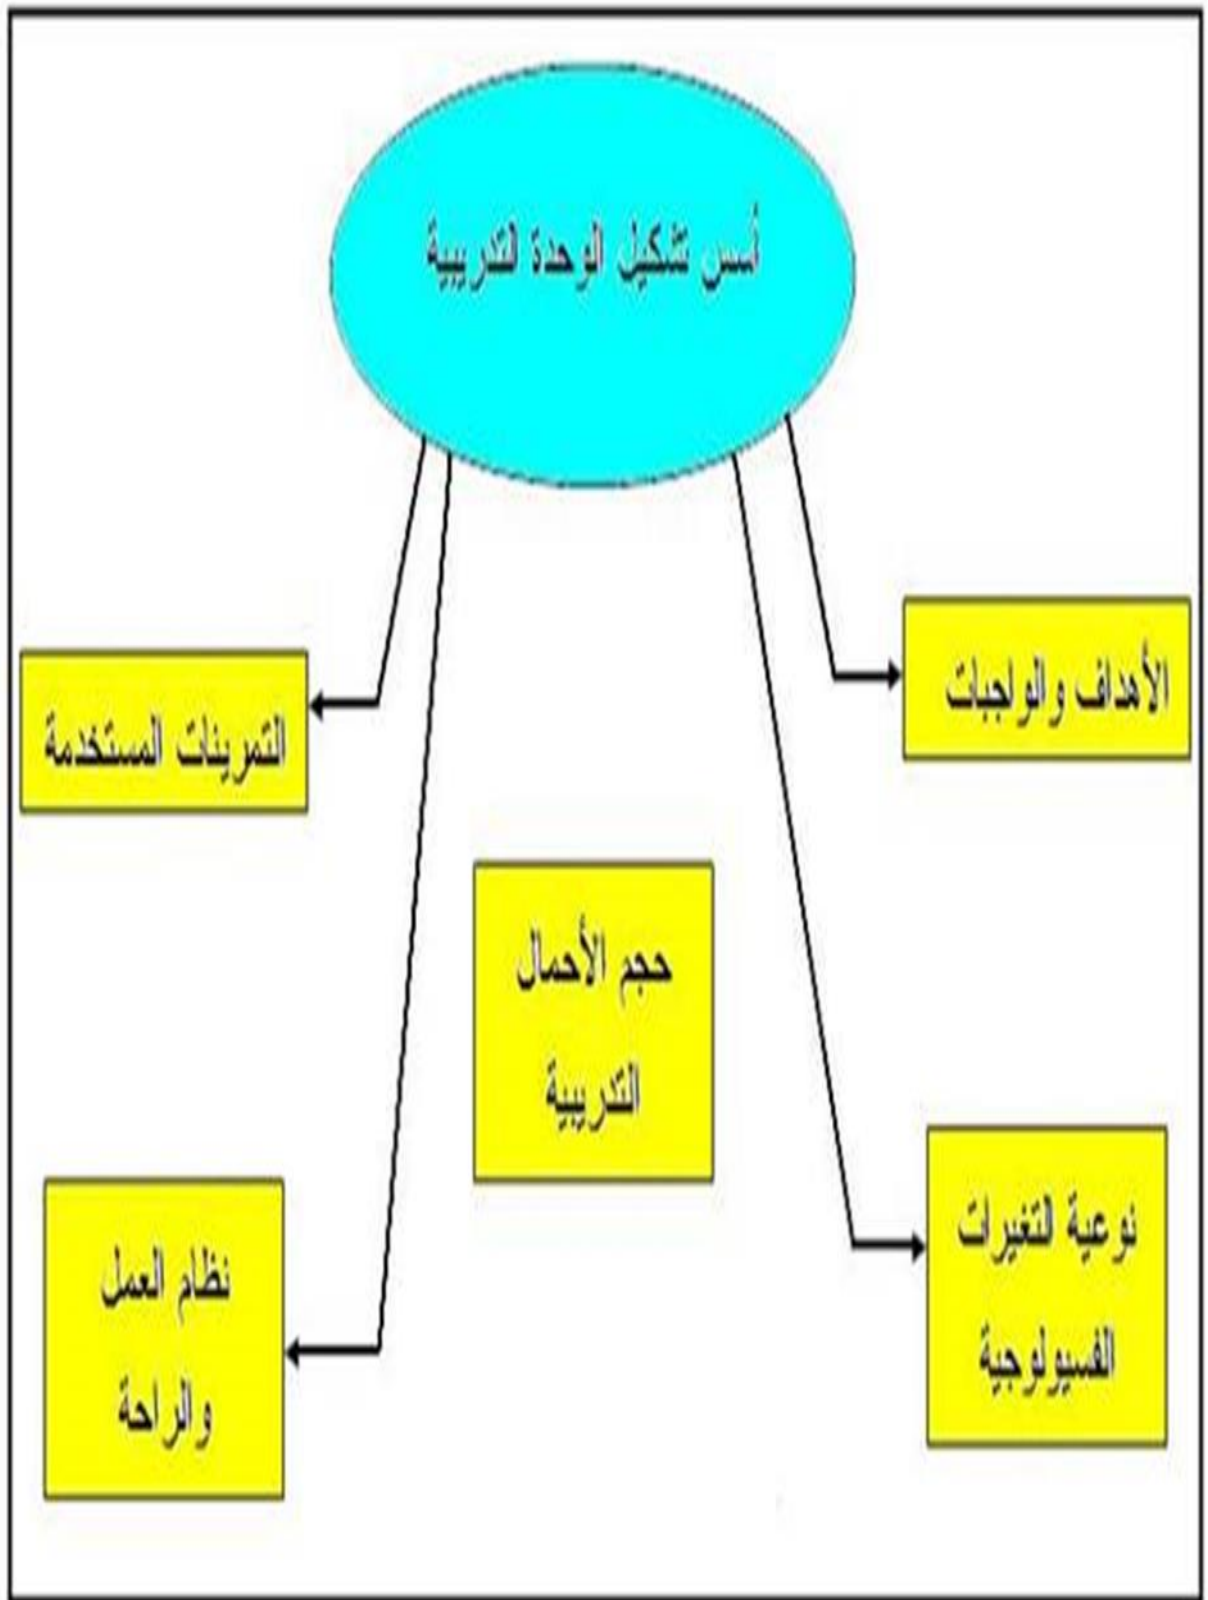 أسس تشكيل الوحدة التدريبية
الأهداف والواجبات
التمرينات المستخدمة
حجم الأحمال
التدريبية
نوعية التغيرات
الفسيولوجية
نظام العمل
والراحة